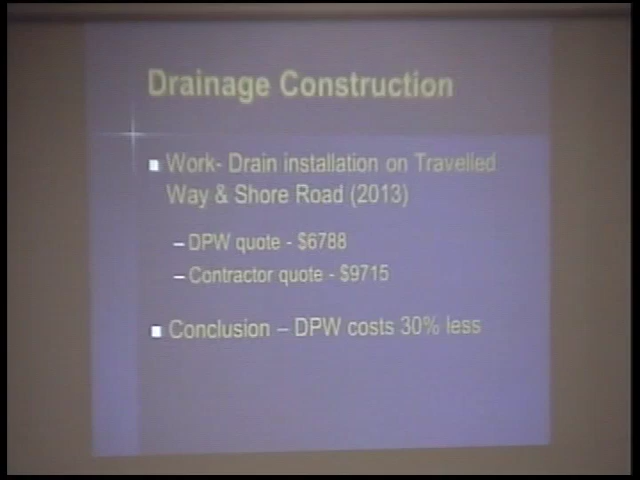 Drainage Construction
Work- Drain installation on Travelled
Way & Shore Road (2013)
– DPW quote - $6788
– Contractor quote - $9715
Conclusion – DPW costs 30% less